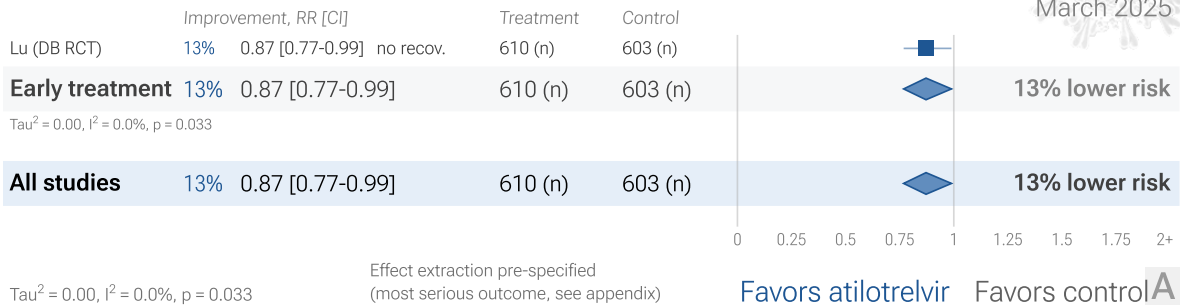 March 2025
Improvement, RR [CI] Treatment Control
Lu (DB RCT) 13% 0.87 [0.77-0.99] no recov. 610 (n) 603 (n)
Early treatment 13% 0.87 [0.77-0.99] 610 (n) 603 (n) 13% lower risk
Tau² = 0.00, I² = 0.0%, p = 0.033
All studies 13% 0.87 [0.77-0.99] 610 (n) 603 (n) 13% lower risk
0 0.25 0.5 0.75 1 1.25 1.5 1.75 2+
Effect extraction pre-specified
(most serious outcome, see appendix)
Tau² = 0.00, I² = 0.0%, p = 0.033
Favors atilotrelvir Favors control
A